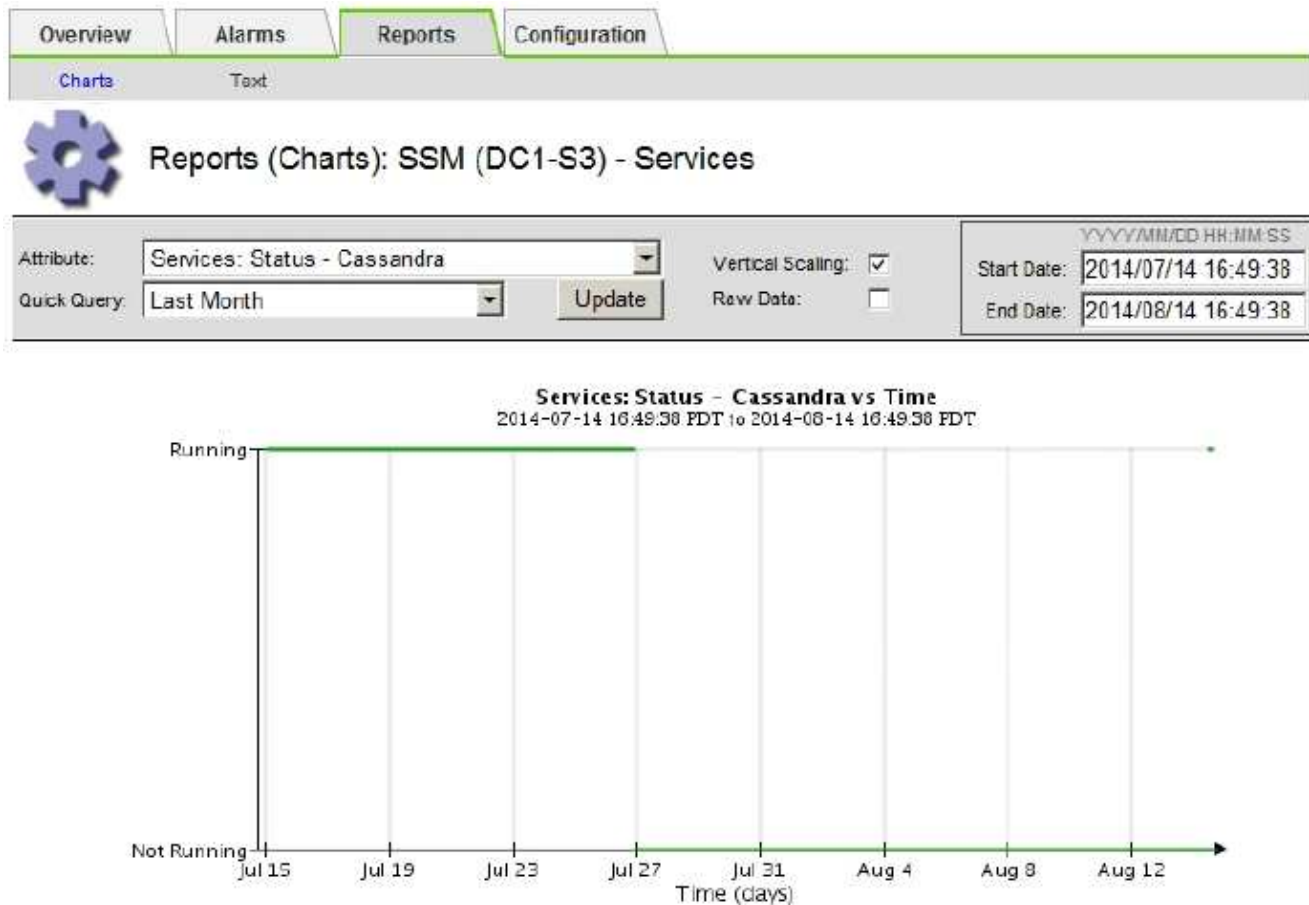 Overview Alarms Reports Configuration
Charts Text
Reports (Charts): SSM (DC1-S3) - Services
YYYY/MM/DD HH:MM:SS
Attribute: Services: Status - Cassandra Vertical Scaling: Start Date: 2014/07/14 16:49:38
Quick Query: Last Month Update Raw Data: End Date: 2014/08/14 16:49:38
Services: Status - Cassandra vs Time
2014-07-14 16:49:38 PDT to 2014-08-14 16:49:38 PDT
Running
Not Running
Jul 15 Jul 19 Jul 23 Jul 27 Jul 31 Aug 4 Aug 8 Aug 12
Time (days)